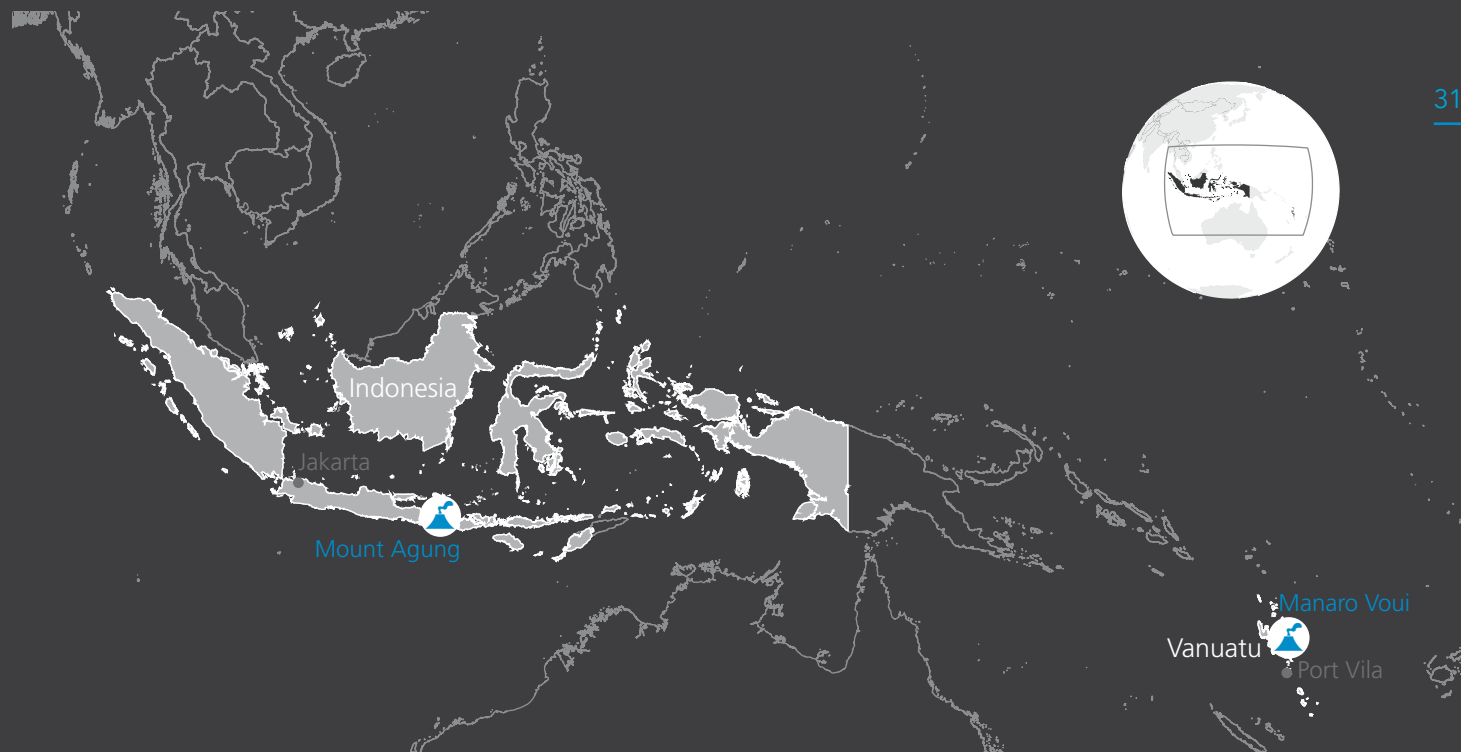 31
Indonesia
Jakarta
Mount Agung
Manaro Voui
Vanuatu
Port Vila